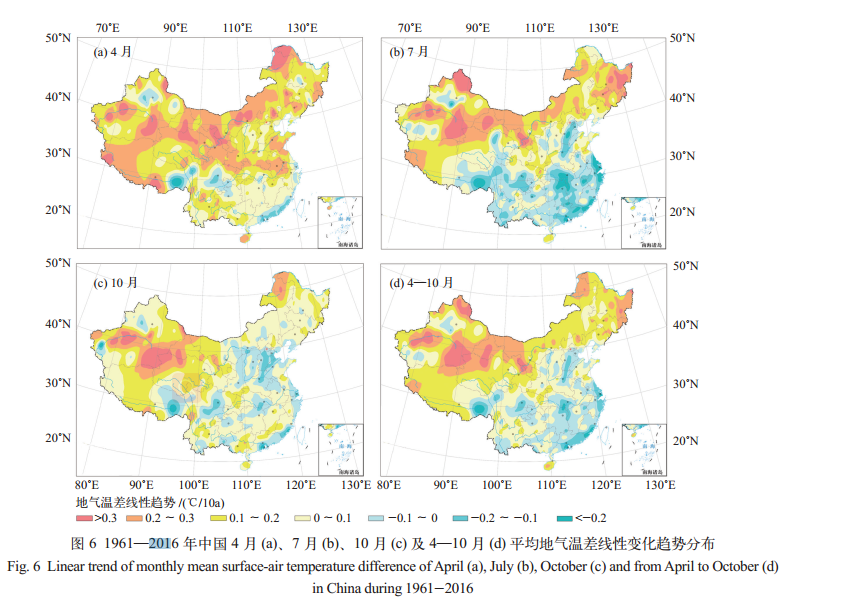 70°E 90°E 110°E 130°E 70°E 90°E 110°E 130°E
50°N (a) 4 月 (b) 7 月 50°N
40°N 40°N
30°N 30°N
20°N 20°N
南海诸岛 南海诸岛
50°N (c) 10 月 (d) 4—10 月 50°N
40°N 40°N
30°N 30°N
20°N 20°N
南海诸岛 南海诸岛
80°E 90°E 100°E 110°E 120°E 130°E 80°E 90°E 100°E 110°E 120°E 130°E
地气温差线性趋势 /(℃/10a)
>0.3 0.2 ~ 0.3 0.1 ~ 0.2 0 ~ 0.1 −0.1 ~ 0 −0.2 ~ −0.1 <−0.2
图 6 1961—2016 年中国 4 月 (a)、7 月 (b)、10 月 (c) 及 4—10 月 (d) 平均地气温差线性变化趋势分布
Fig. 6 Linear trend of monthly mean surface-air temperature difference of April (a), July (b), October (c) and from April to October (d)
in China during 1961−2016